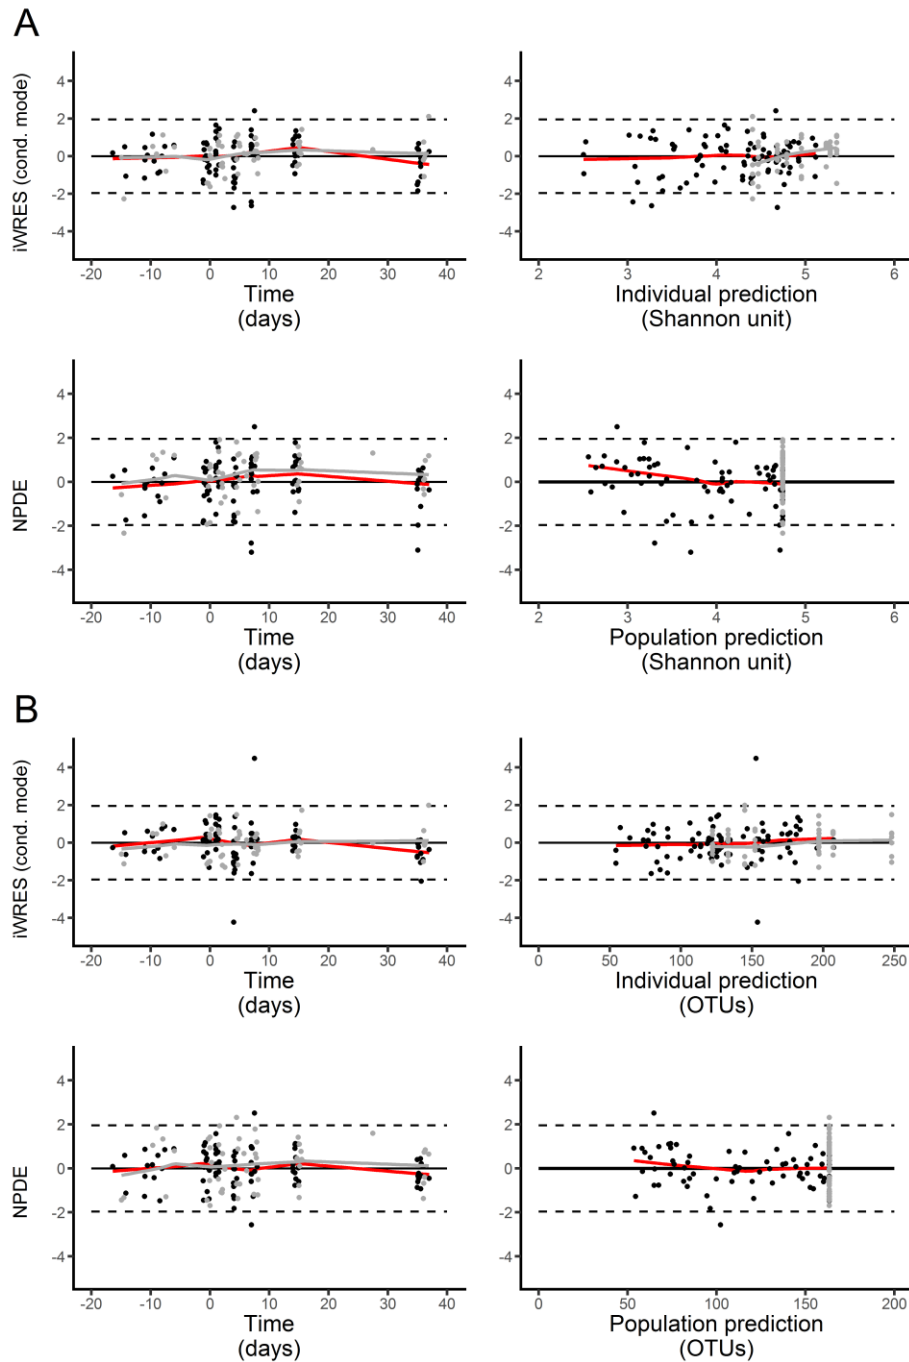 A
iWRES (cond. mode)
4
2
0
-2
-4
-20 -10 0 10 20 30 40
Time
(days)
2 3 4 5 6
4
2
0
-2
-4
Individual prediction
(Shannon unit)
NPDE
4
2
0
-2
-4
-20 -10 0 10 20 30 40
Time
(days)
4
2
0
-2
-4
2 3 4 5 6
Population prediction
(Shannon unit)
B
iWRES (cond. mode)
4
2
0
-2
-4
-20 -10 0 10 20 30 40
Time
(days)
4
2
0
-2
-4
0 50 100 150 200 250
Individual prediction
(OTUs)
NPDE
4
2
0
-2
-4
-20 -10 0 10 20 30 40
Time
(days)
4
2
0
-2
-4
0 50 100 150 200
Population prediction
(OTUs)